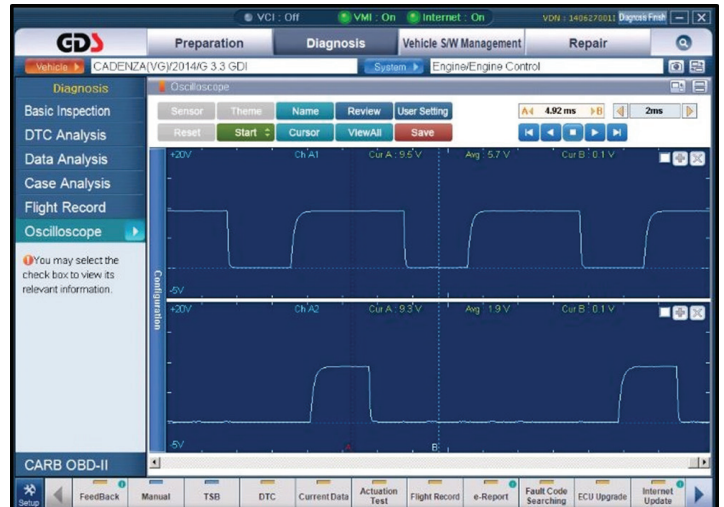 VCI : Off VMI : On Internet : On VDN : 1406270011 Diagnosis Finish
GDS Preparation Diagnosis Vehicle S/W Management Repair
Vehicle CADENZA(VG)/2014/G 3.3 GDI System Engine/Engine Control
Diagnosis
Basic Inspection
DTC Analysis
Data Analysis
Case Analysis
Flight Record
Oscilloscope
You may select the
check box to view its
relevant information.
CARB OBD-II
Oscilloscope
Sensor Theme Name Review User Setting A 4.92 ms B 2ms
Reset Start Cursor ViewAll Save
Configuration
+20V Ch A1 Cur A : 9.5 V Avg : 5.7 V Cur B : 0.1 V
-5V
+20V Ch A2 Cur A : 9.3 V Avg : 1.9 V Cur B : 0.1 V
-5V
A B
Setup FeedBack Manual TSB DTC Current Data Actuation Test Flight Record e-Report Fault Code Searching ECU Upgrade Internet Update